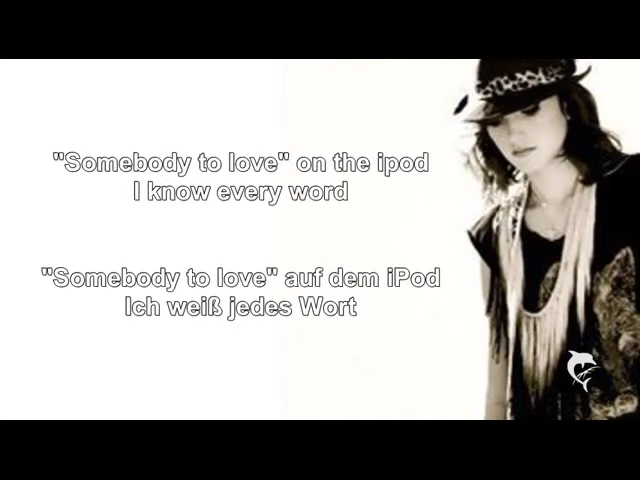 "Somebody to love" on the ipod
I know every word
"Somebody to love" auf dem iPod
Ich weiß jedes Wort